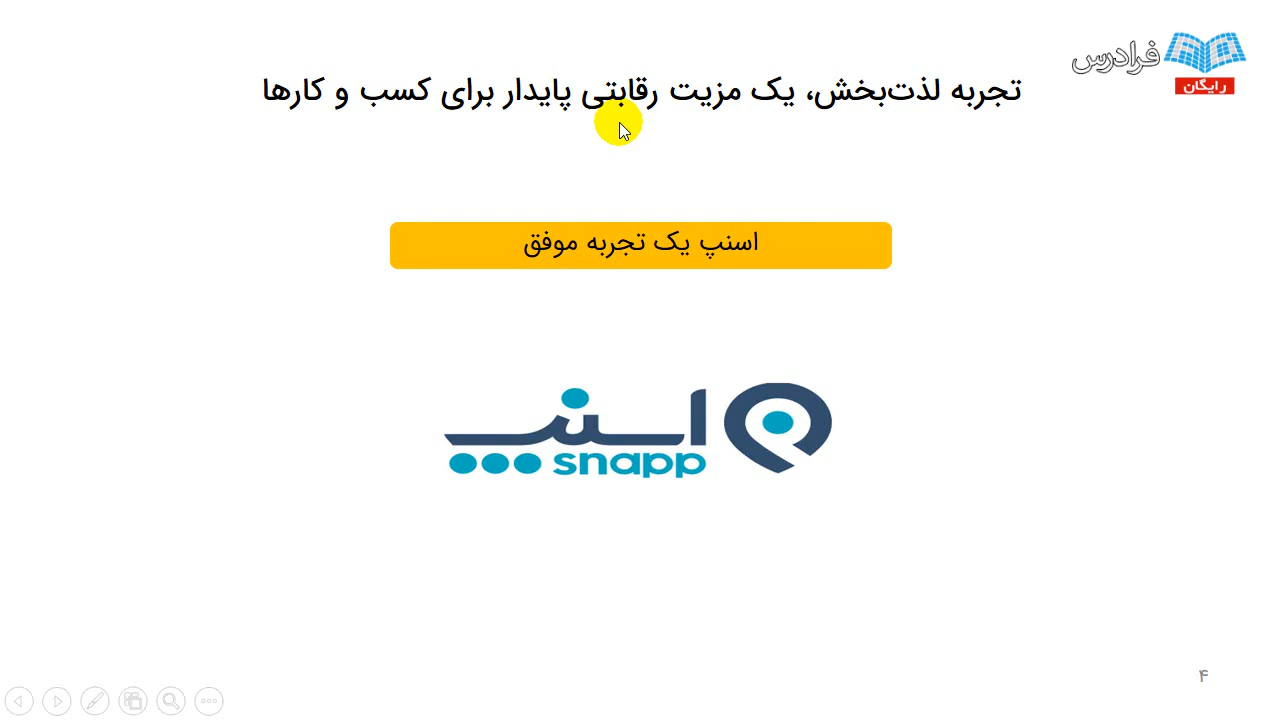 فرادرس
رایگان
تجربه لذت‌بخش، یک مزیت رقابتی پایدار برای کسب و کارها
اسنپ یک تجربه موفق
اسنپ
snapp
۴